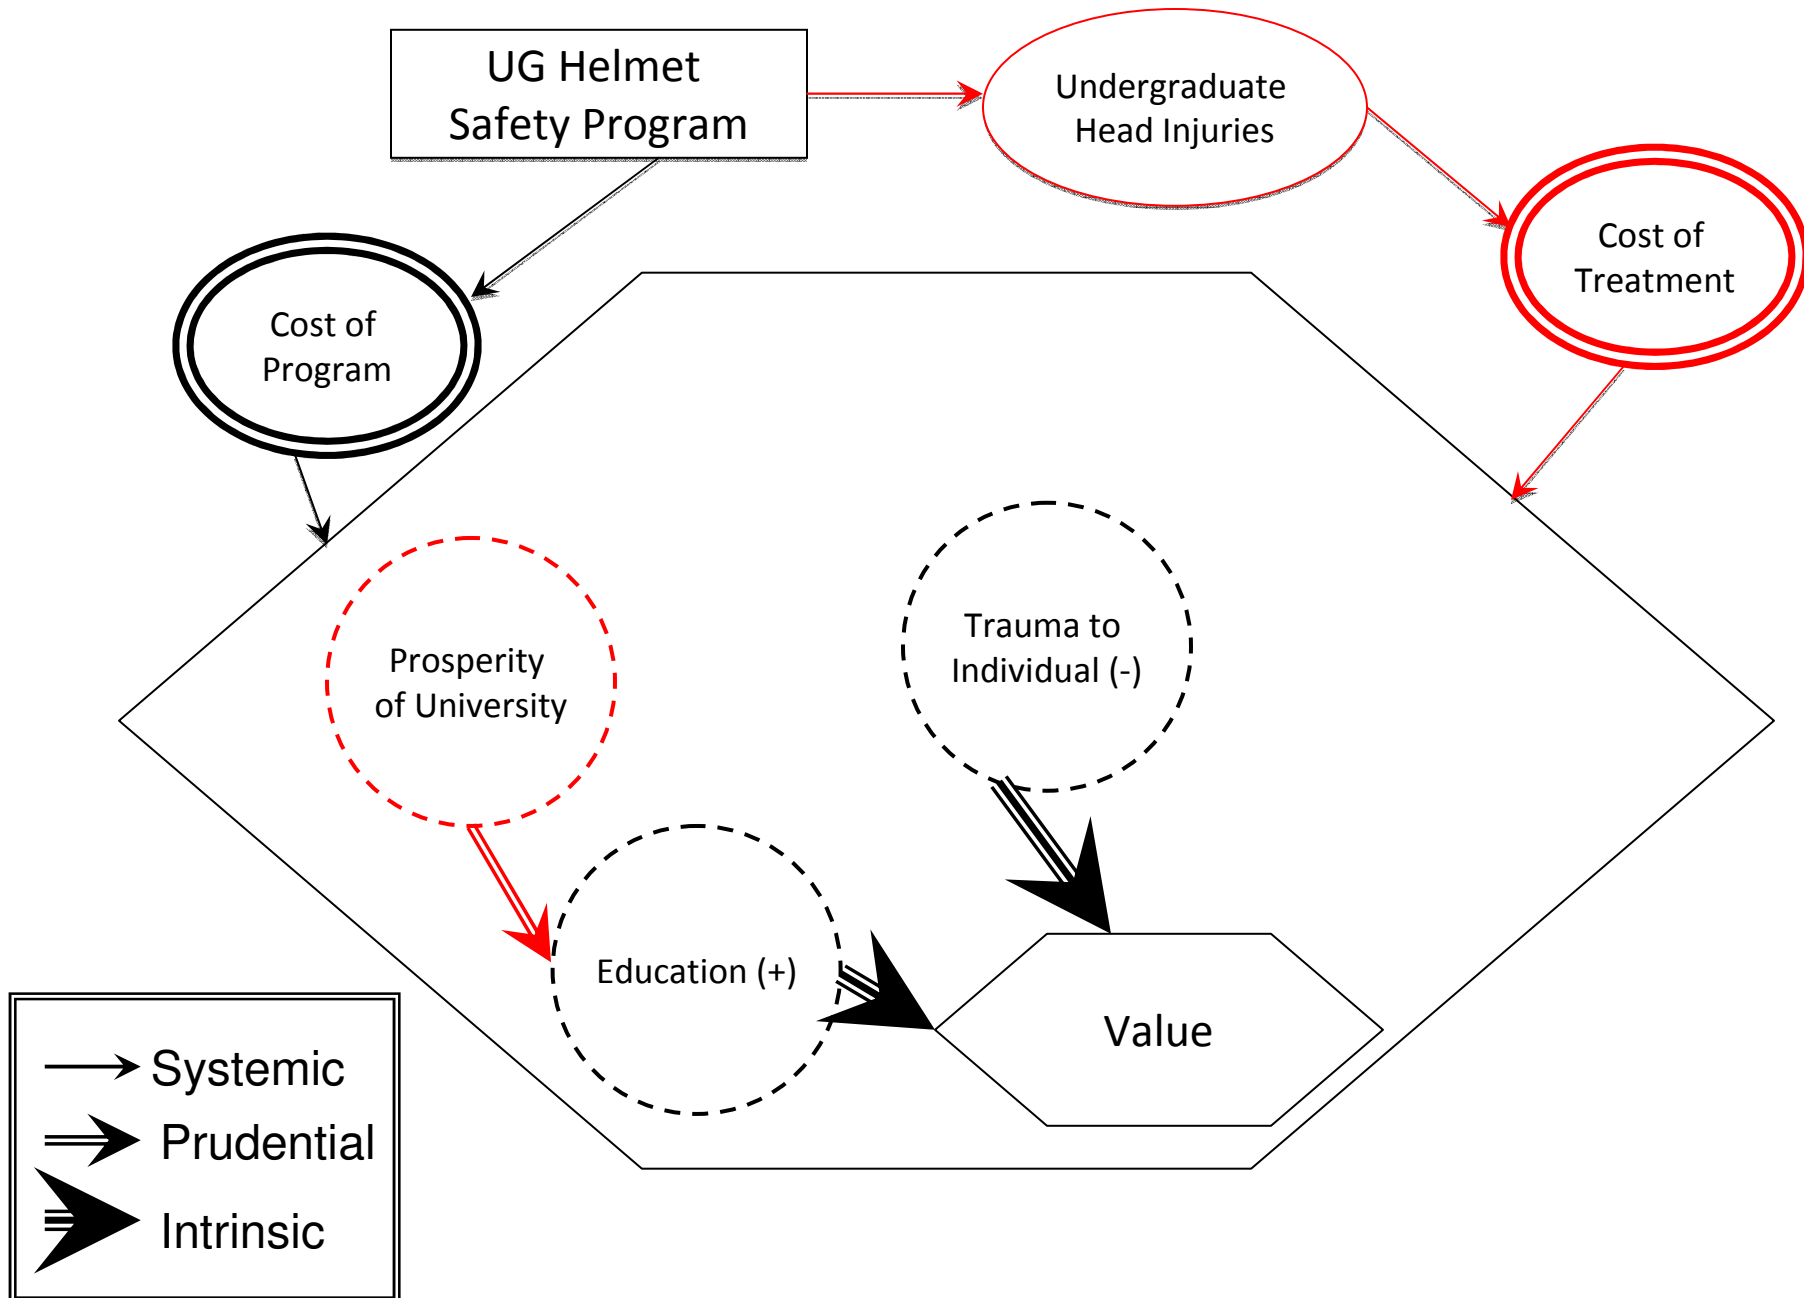 UG Helmet
Safety Program
Undergraduate
Head Injuries
Cost of
Treatment
Cost of
Program
Trauma to
Individual (-)
Prosperity
of University
Education (+)
Value
Systemic
Prudential
Intrinsic